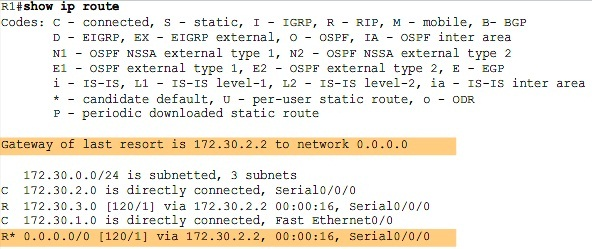 R1#show ip route
Codes: C - connected, S - static, I - IGRP, R - RIP, M - mobile, B- BGP
D - EIGRP, EX - EIGRP external, O - OSPF, IA - OSPF inter area
N1 - OSPF NSSA external type 1, N2 - OSPF NSSA external type 2
E1 - OSPF external type 1, E2 - OSPF external type 2, E - EGP
i - IS-IS, L1 - IS-IS level-1, L2 - IS-IS level-2, ia - IS-IS inter area
* - candidate default, U - per-user static route, o - ODR
P - periodic downloaded static route
Gateway of last resort is 172.30.2.2 to network 0.0.0.0
172.30.0.0/24 is subnetted, 3 subnets
C 172.30.2.0 is directly connected, Serial0/0/0
R 172.30.3.0 [120/1] via 172.30.2.2 00:00:16, Serial0/0/0
C 172.30.1.0 is directly connected, Fast Ethernet0/0
R* 0.0.0.0/0 [120/1] via 172.30.2.2, 00:00:16, Serial0/0/0